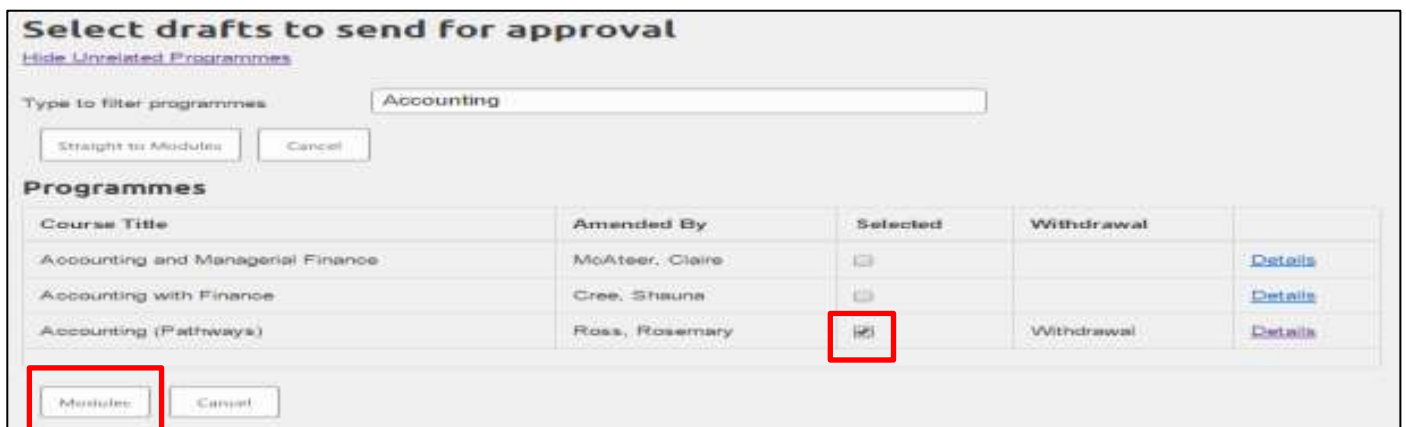 Select drafts to send for approval
Hide Unrelated Programmes
Type to filter programmes Accounting
Straight to Modules Cancel
Programmes
Course Title Amended By Selected Withdrawal
Accounting and Managerial Finance McAteer, Claire Details
Accounting with Finance Cree, Shauna Details
Accounting (Pathways) Ross, Rosemary Withdrawal Details
Modules Cancel